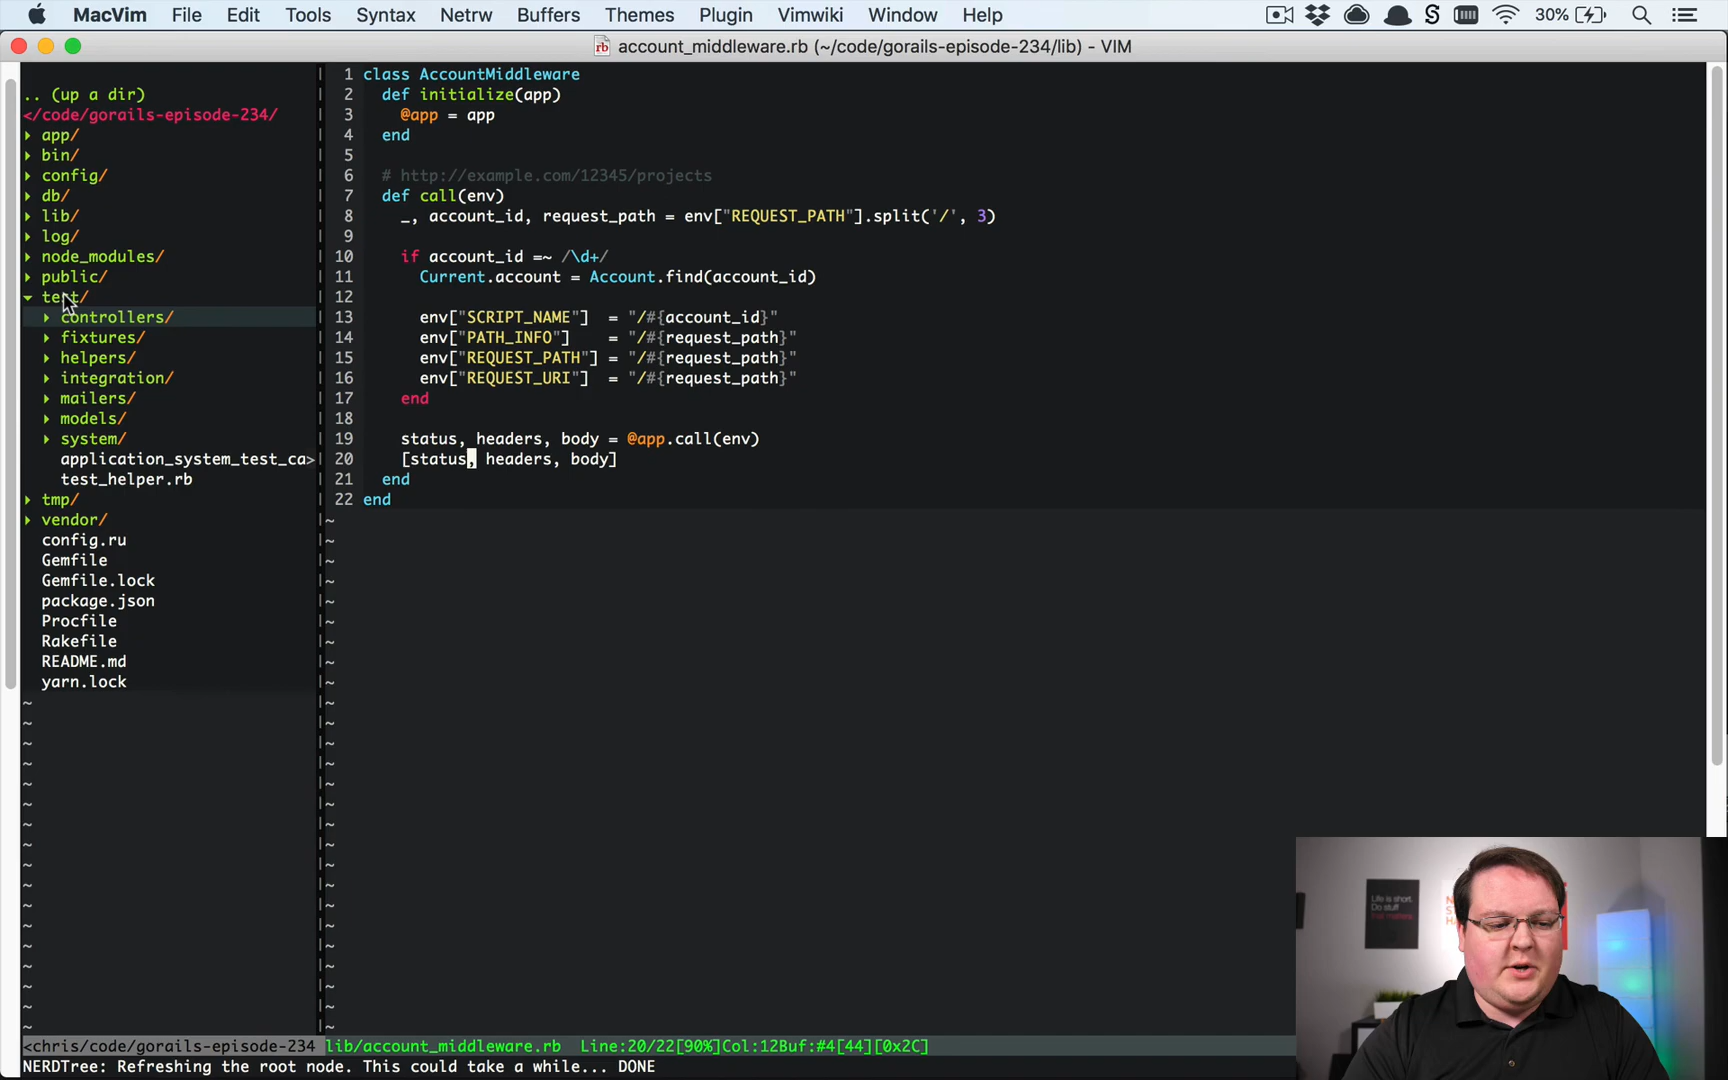 MacVim File Edit Tools Syntax Netrw Buffers Themes Plugin Vimwiki Window Help 30%
account_middleware.rb (~/code/gorails-episode-234/lib) - VIM
.. (up a dir)
</code/gorails-episode-234/
app/
bin/
config/
db/
lib/
log/
node_modules/
public/
test/
controllers/
fixtures/
helpers/
integration/
mailers/
models/
system/
application_system_test_ca>
test_helper.rb
tmp/
vendor/
config.ru
Gemfile
Gemfile.lock
package.json
Procfile
Rakefile
README.md
yarn.lock
1 class AccountMiddleware
2 def initialize(app)
3 @app = app
4 end
5
6 # http://example.com/12345/projects
7 def call(env)
8 _, account_id, request_path = env["REQUEST_PATH"].split('/', 3)
9
10 if account_id =~ /\d+/
11 Current.account = Account.find(account_id)
12
13 env["SCRIPT_NAME"] = "/#{account_id}"
14 env["PATH_INFO"] = "/#{request_path}"
15 env["REQUEST_PATH"] = "/#{request_path}"
16 env["REQUEST_URI"] = "/#{request_path}"
17 end
18
19 status, headers, body = @app.call(env)
20 [status, headers, body]
21 end
22 end
<chris/code/gorails-episode-234 lib/account_middleware.rb Line:20/22[90%]Col:12Buf:#4[44][0x2C]
NERDTree: Refreshing the root node. This could take a while... DONE
Life is short.
Do stuff